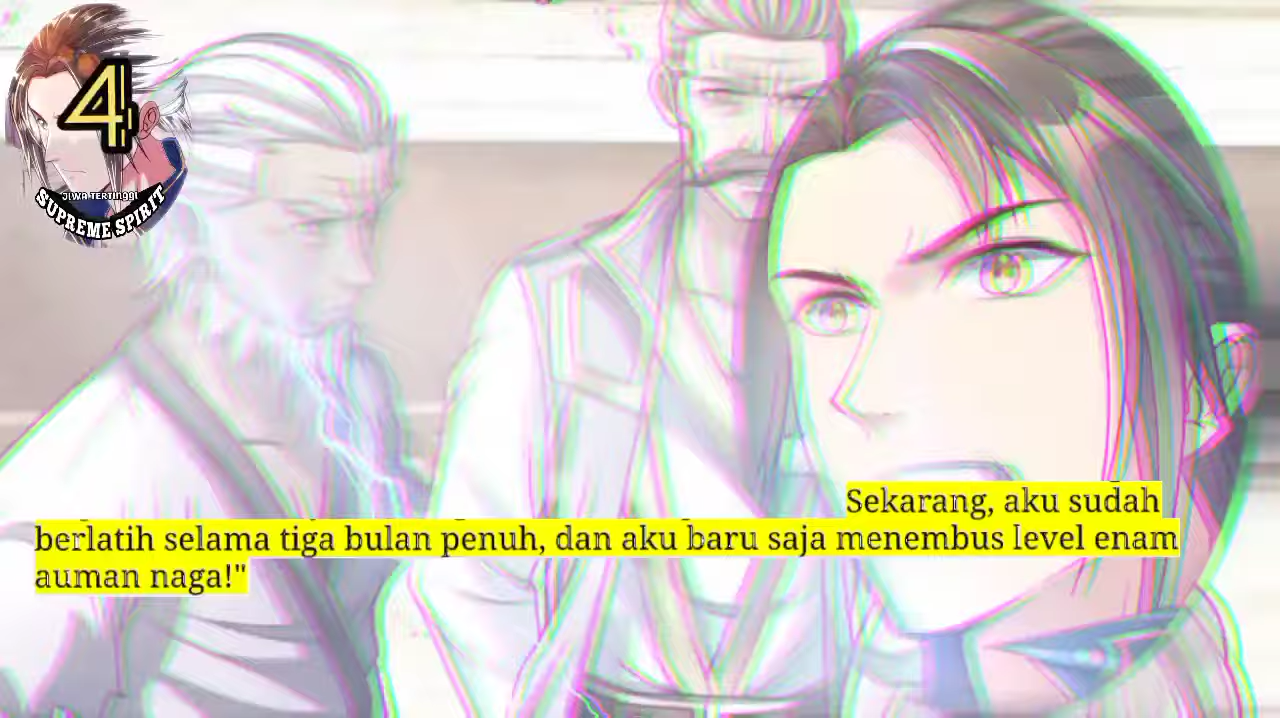 4
JIWA TERTINGGI
SUPREME SPIRIT
Sekarang, aku sudah
berlatih selama tiga bulan penuh, dan aku baru saja menembus level enam
auman naga!"